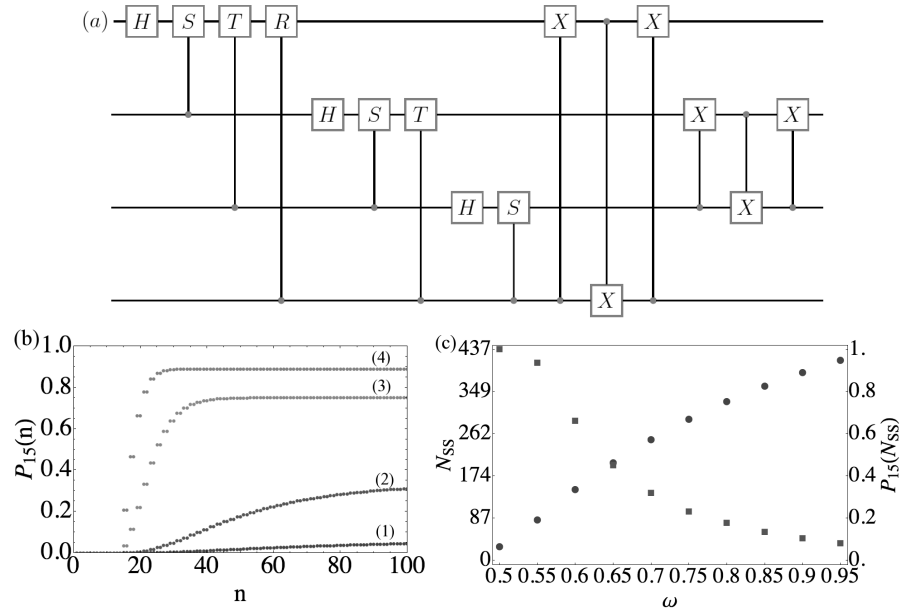 (a) H S T R X X
H S T X X
H S X
X
(b) (c)
1.0 437 1.
0.8 349 0.8
0.6 262 0.6
0.4 174 0.4
0.2 87 0.2
0.0 0 0.
P15(n)
(4)
(3)
(2)
(1)
0 20 40 60 80 100
n
NSS
P15(NSS)
0.5 0.55 0.6 0.65 0.7 0.75 0.8 0.85 0.9 0.95
ω